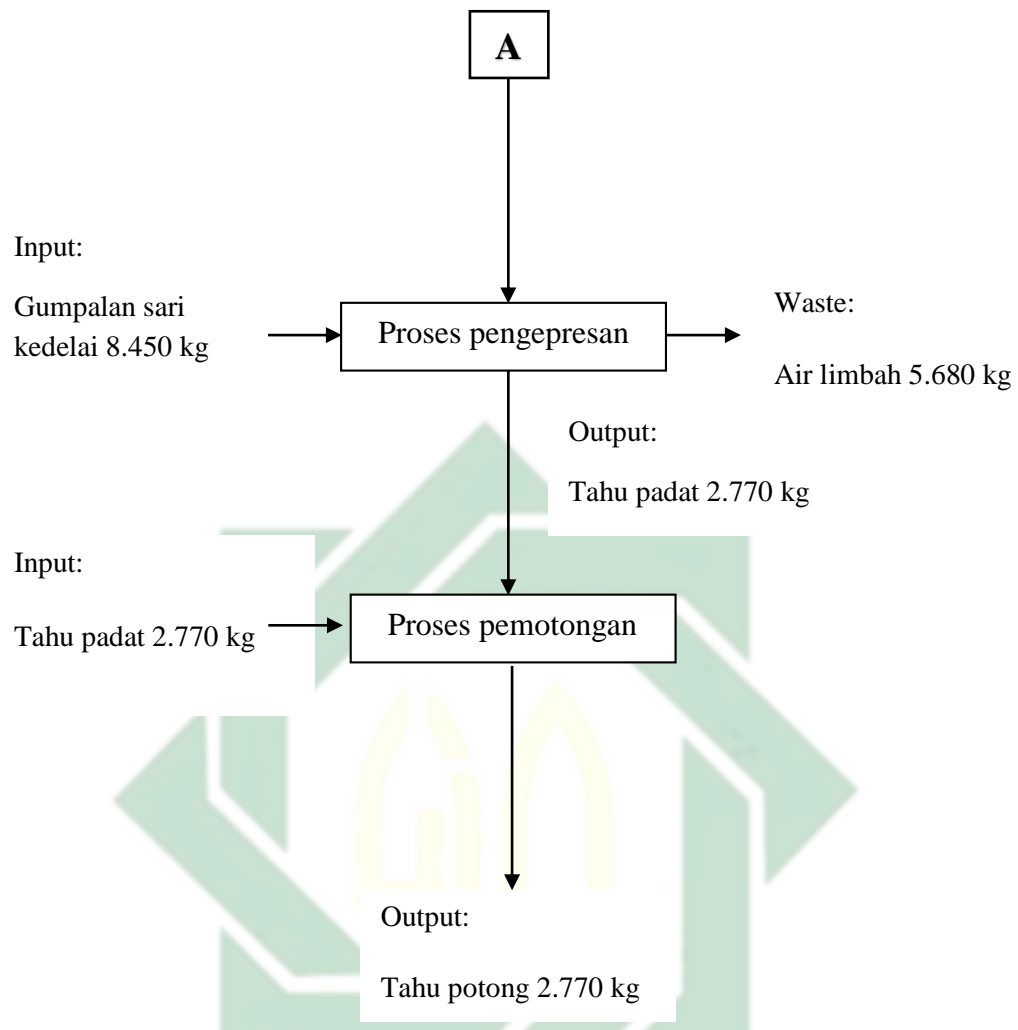 A
Input:
Gumpalan sari
kedelai 8.450 kg
Proses pengepresan
Waste:
Air limbah 5.680 kg
Output:
Tahu padat 2.770 kg
Input:
Tahu padat 2.770 kg
Proses pemotongan
Output:
Tahu potong 2.770 kg